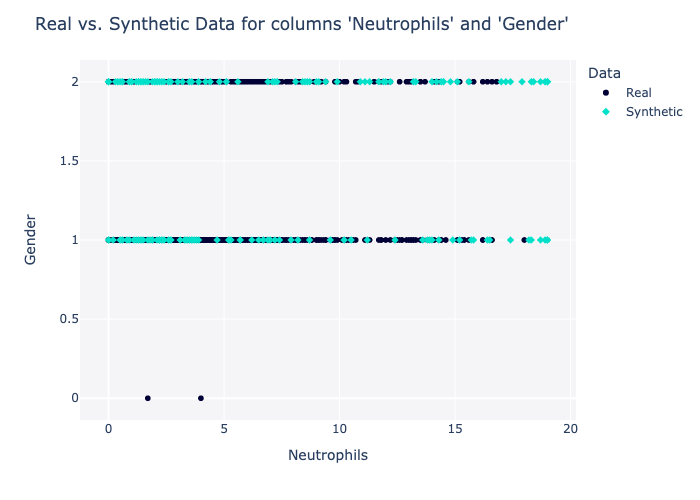 Real vs. Synthetic Data for columns 'Neutrophils' and 'Gender'
Data
Real
Synthetic
2
1.5
1
0.5
0
Gender
0 5 10 15 20
Neutrophils